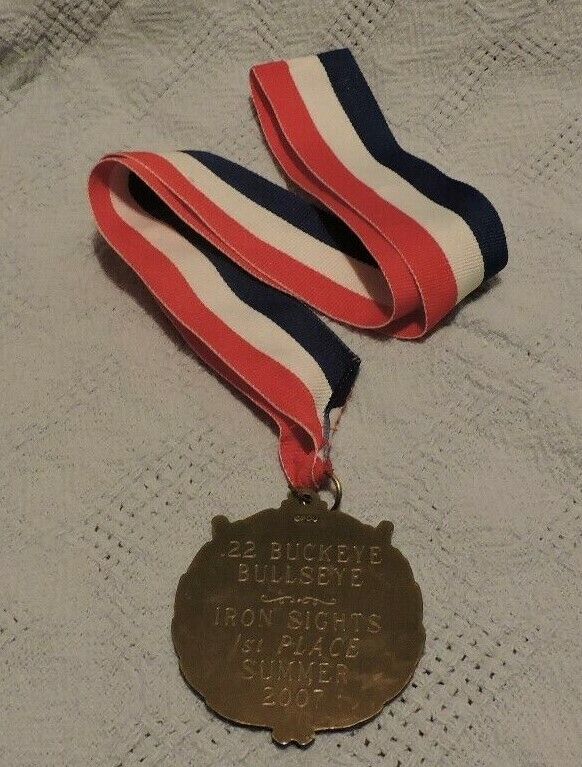 .22 BUCKEYE
BULLSEYE
IRON SIGHTS
1st PLACE
SUMMER
2007